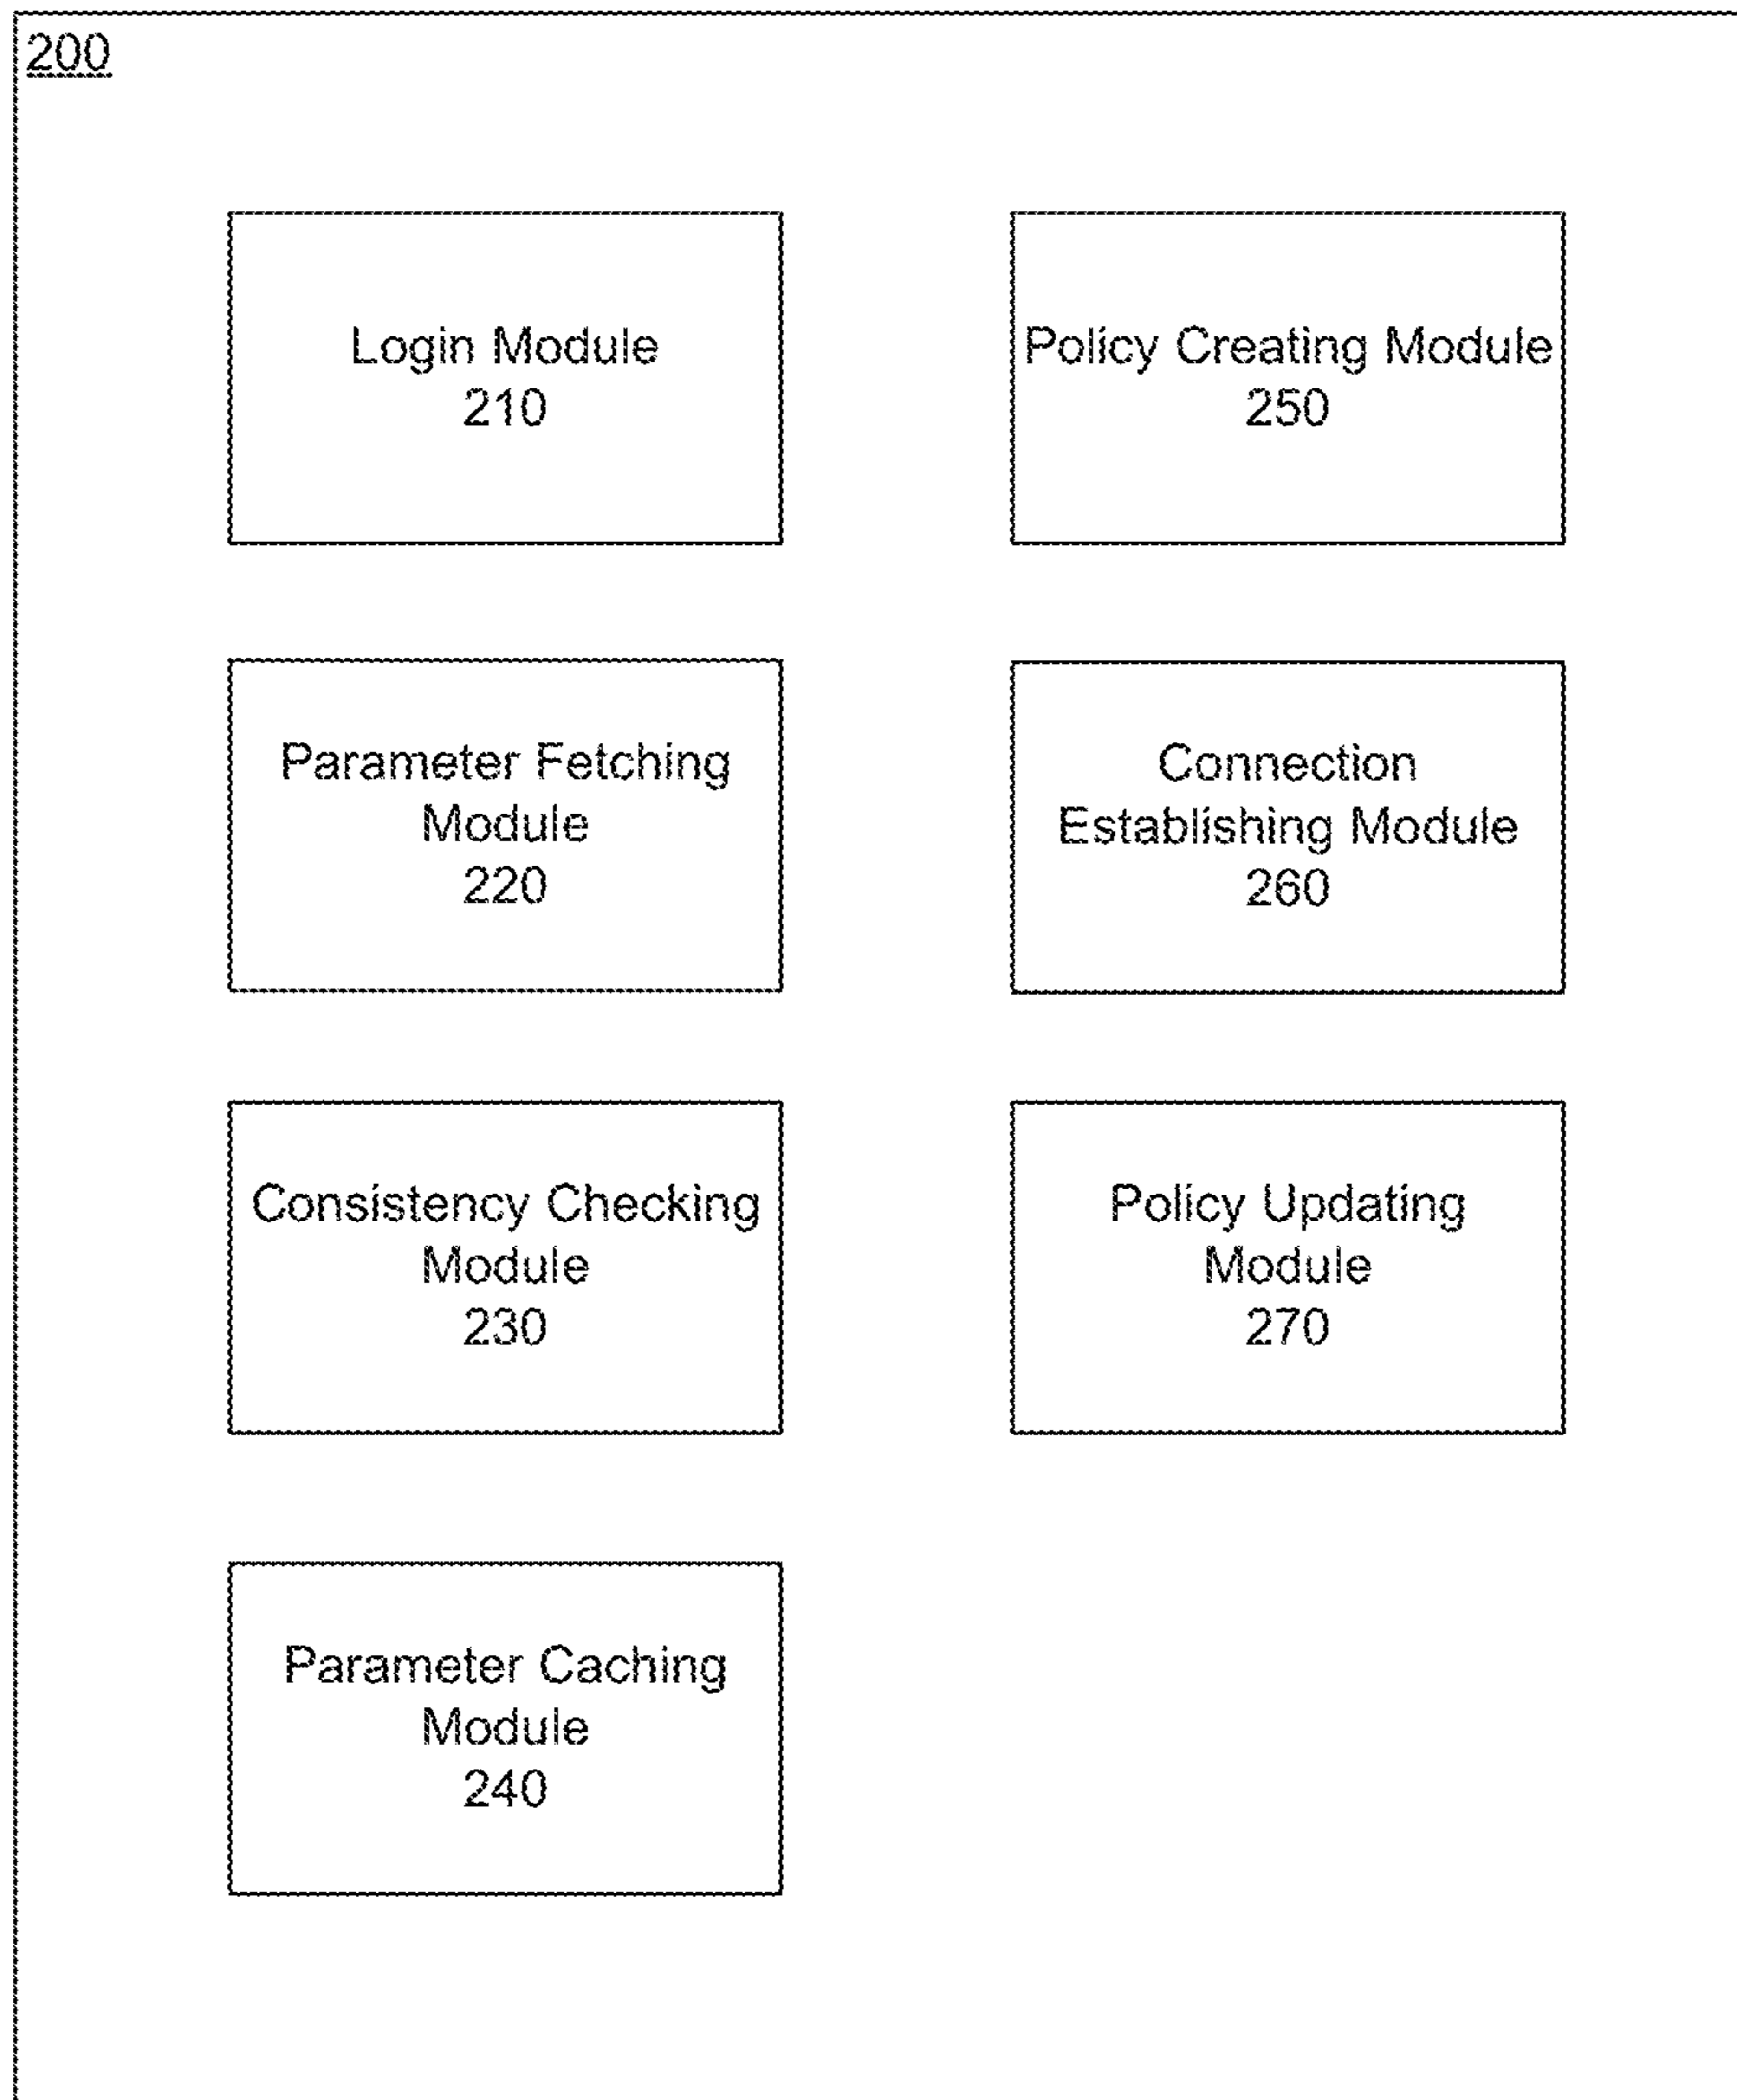 200
Login Module
210
Policy Creating Module
250
Parameter Fetching
Module
220
Connection
Establishing Module
260
Consistency Checking
Module
230
Policy Updating
Module
270
Parameter Caching
Module
240